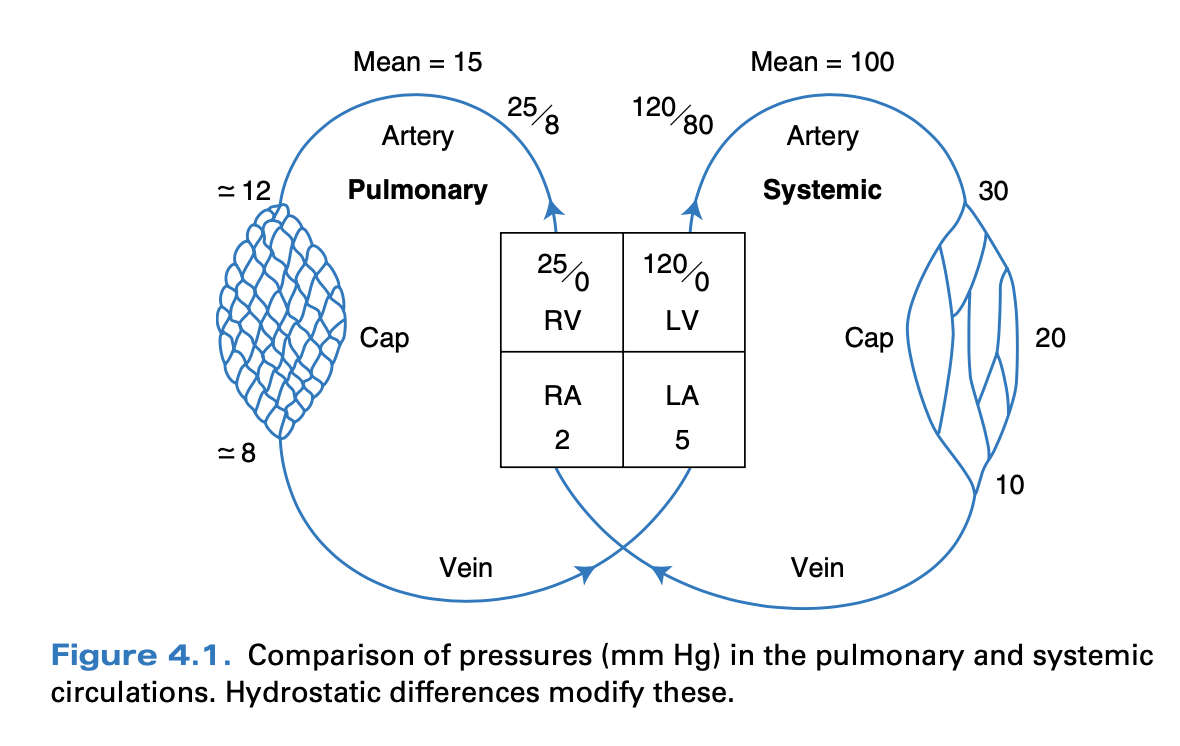 Mean = 15
Mean = 100
25/8
120/80
Artery
Artery
≃ 12
Pulmonary
Systemic
30
25/0
120/0
RV
LV
Cap
Cap
20
RA
LA
2
5
≃ 8
10
Vein
Vein
Figure 4.1. Comparison of pressures (mm Hg) in the pulmonary and systemic
circulations. Hydrostatic differences modify these.